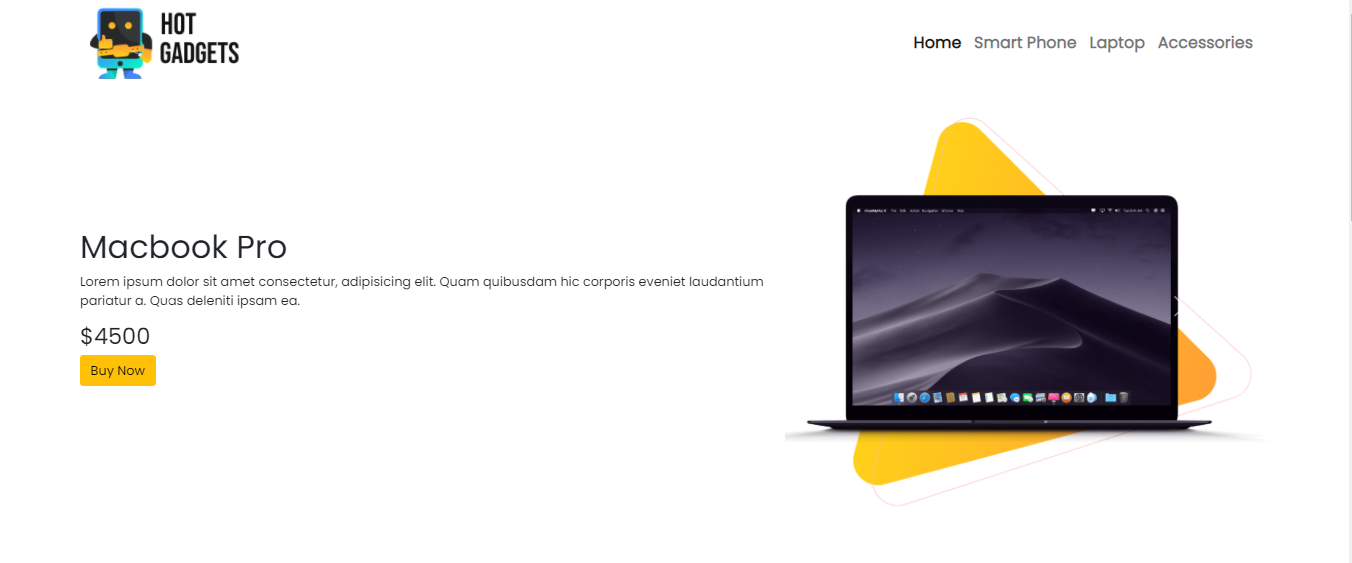 HOT
GADGETS
Home Smart Phone Laptop Accessories
Macbook Pro
Lorem ipsum dolor sit amet consectetur, adipisicing elit. Quam quibusdam hic corporis eveniet laudantium
pariatur a. Quas deleniti ipsam ea.
$4500
Buy Now